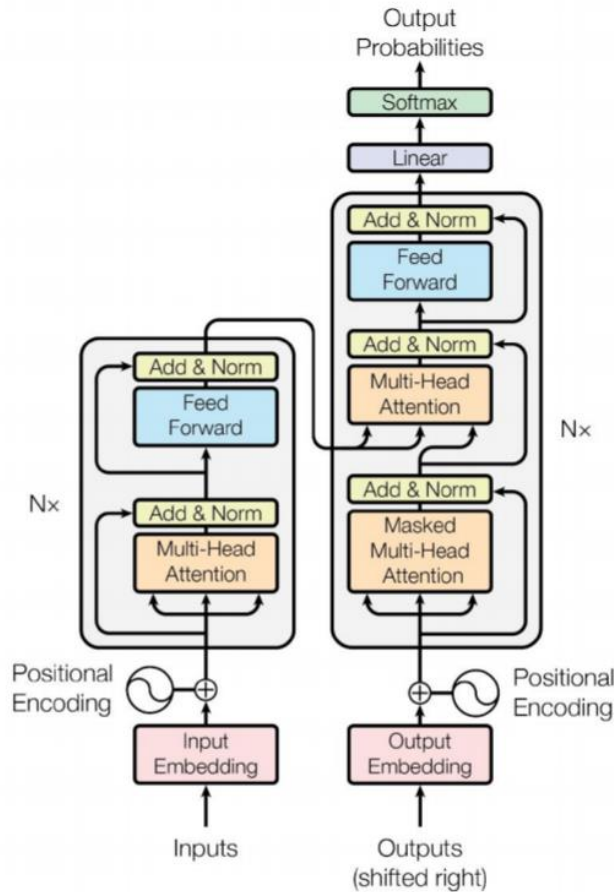 Output
Probabilities
Softmax
Linear
Add & Norm
Feed
Forward
Add & Norm
Multi-Head
Attention
Add & Norm
Masked
Multi-Head
Attention
N×
Add & Norm
Feed
Forward
Add & Norm
Multi-Head
Attention
N×
Positional
Encoding
Positional
Encoding
Input
Embedding
Output
Embedding
Inputs
Outputs
(shifted right)